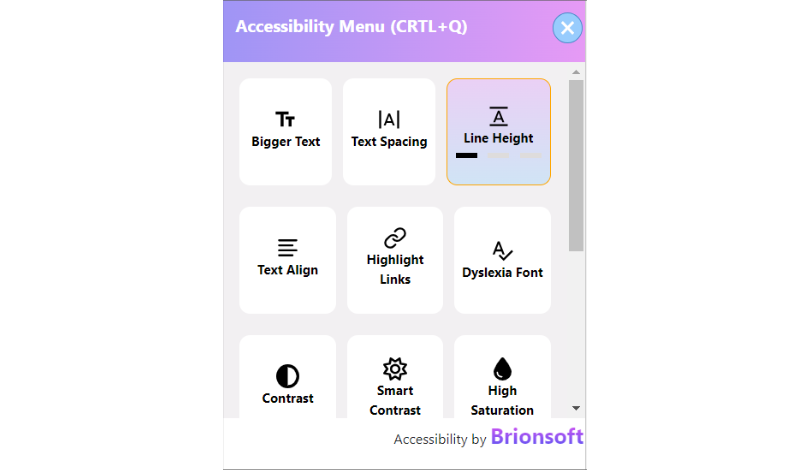 Accessibility Menu (CRTL+Q)
Bigger Text
Text Spacing
Line Height
Text Align
Highlight
Links
Dyslexia Font
Contrast
Smart
Contrast
High
Saturation
Accessibility by Brionsoft